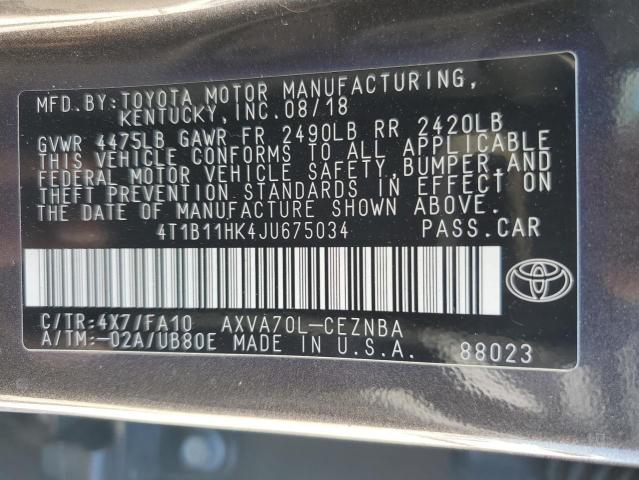 MFD.BY:TOYOTA MOTOR MANUFACTURING,
KENTUCKY, INC.08/18
GVWR 4475LB GAWR FR 2490LB RR 2420LB
THIS VEHICLE CONFORMS TO ALL APPLICABLE
FEDERAL MOTOR VEHICLE SAFETY,BUMPER,AND
THEFT PREVENTION STANDARDS IN EFFECT ON
THE DATE OF MANUFACTURE SHOWN ABOVE.
4T1B11HK4JU675034 PASS.CAR
C/TR:4X7/FA10 AXVA70L-CEZNBA
A/TM:-02A/UB80E MADE IN U.S.A. 88023